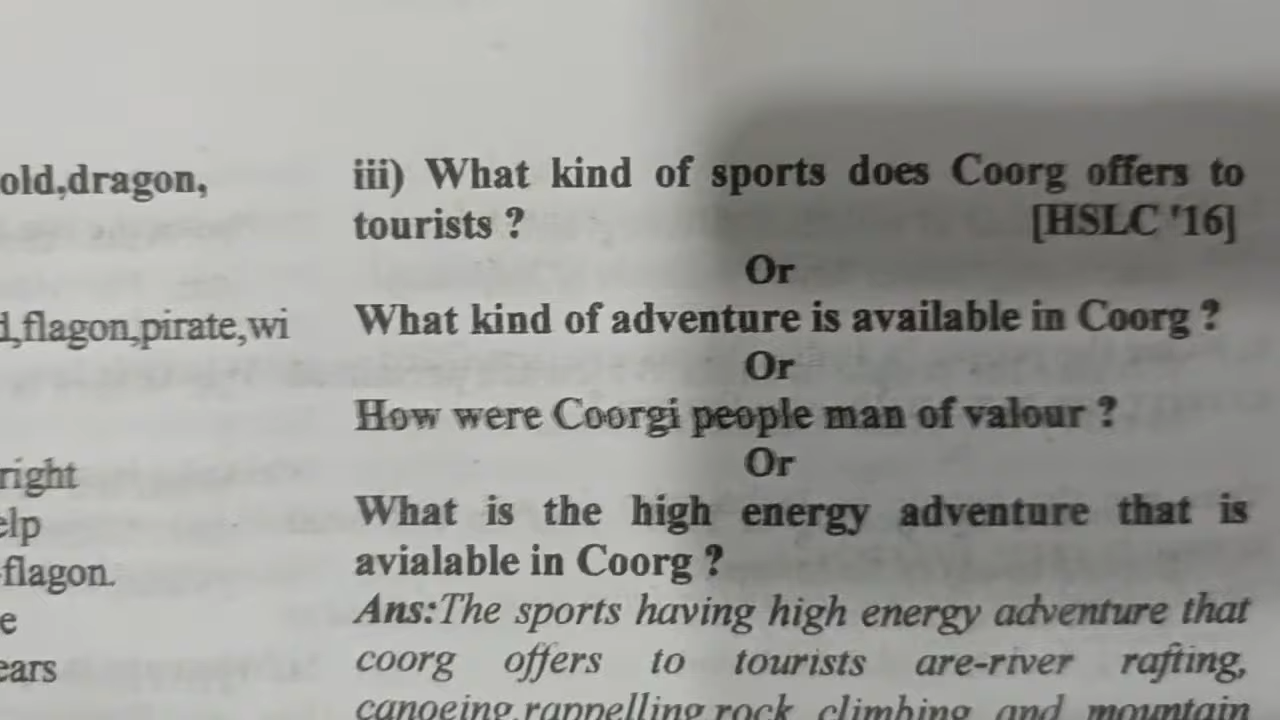 old,dragon,
flagon,pirate,wi
right
elp
flagon.
e
ears
iii) What kind of sports does Coorg offers to
tourists ? [HSLC '16]
Or
What kind of adventure is available in Coorg ?
Or
How were Coorgi people man of valour ?
Or
What is the high energy adventure that is
avialable in Coorg ?
Ans:The sports having high energy adventure that
coorg offers to tourists are-river rafting,
canoeing,rappelling,rock climbing and mountain